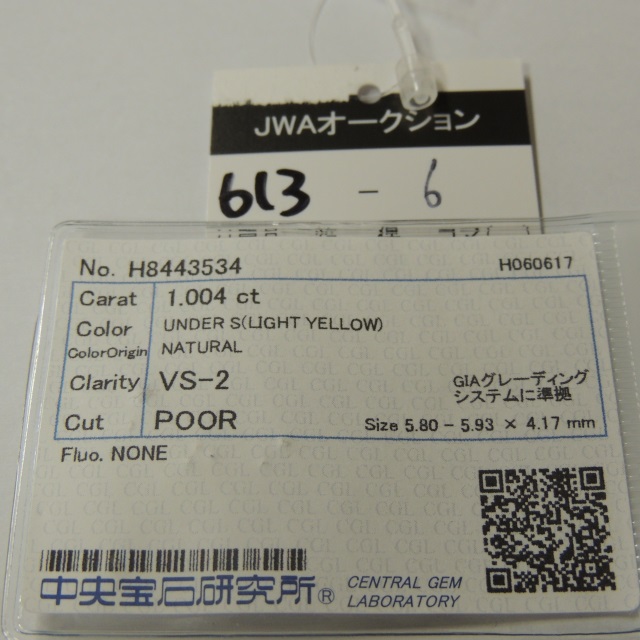 JWAオークション
613 - 6
No. H8443534
H060617
Carat 1.004 ct
Color UNDER S(LIGHT YELLOW)
ColorOrigin NATURAL
Clarity VS-2
GIAグレーディング
システムに準拠
Cut POOR
Size 5.80 - 5.93 × 4.17 mm
Fluo. NONE
中央宝石研究所® CENTRAL GEM
LABORATORY